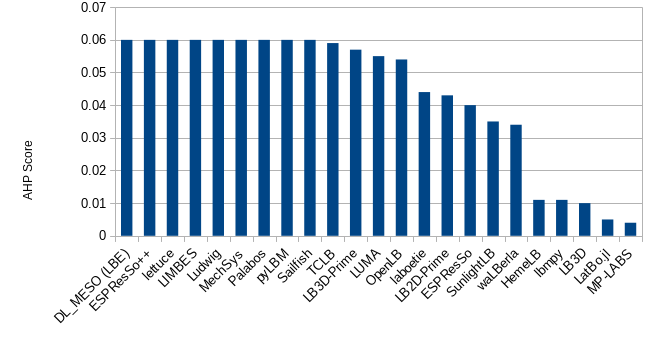 0.07
0.06
0.05
0.04
0.03
0.02
0.01
0
AHP Score
DL_MESO (LBE)
ESPResSo++
lettuce
LIMBES
Ludwig
MechSys
Palabos
pyLBM
Sailfish
TCLB
LB3D-Prime
LUMA
OpenLB
laboetie
LB2D-Prime
ESPResSo
SunlightLB
waLBerla
HemeLB
lbmpy
LB3D
LatBo.jl
MP-LABS